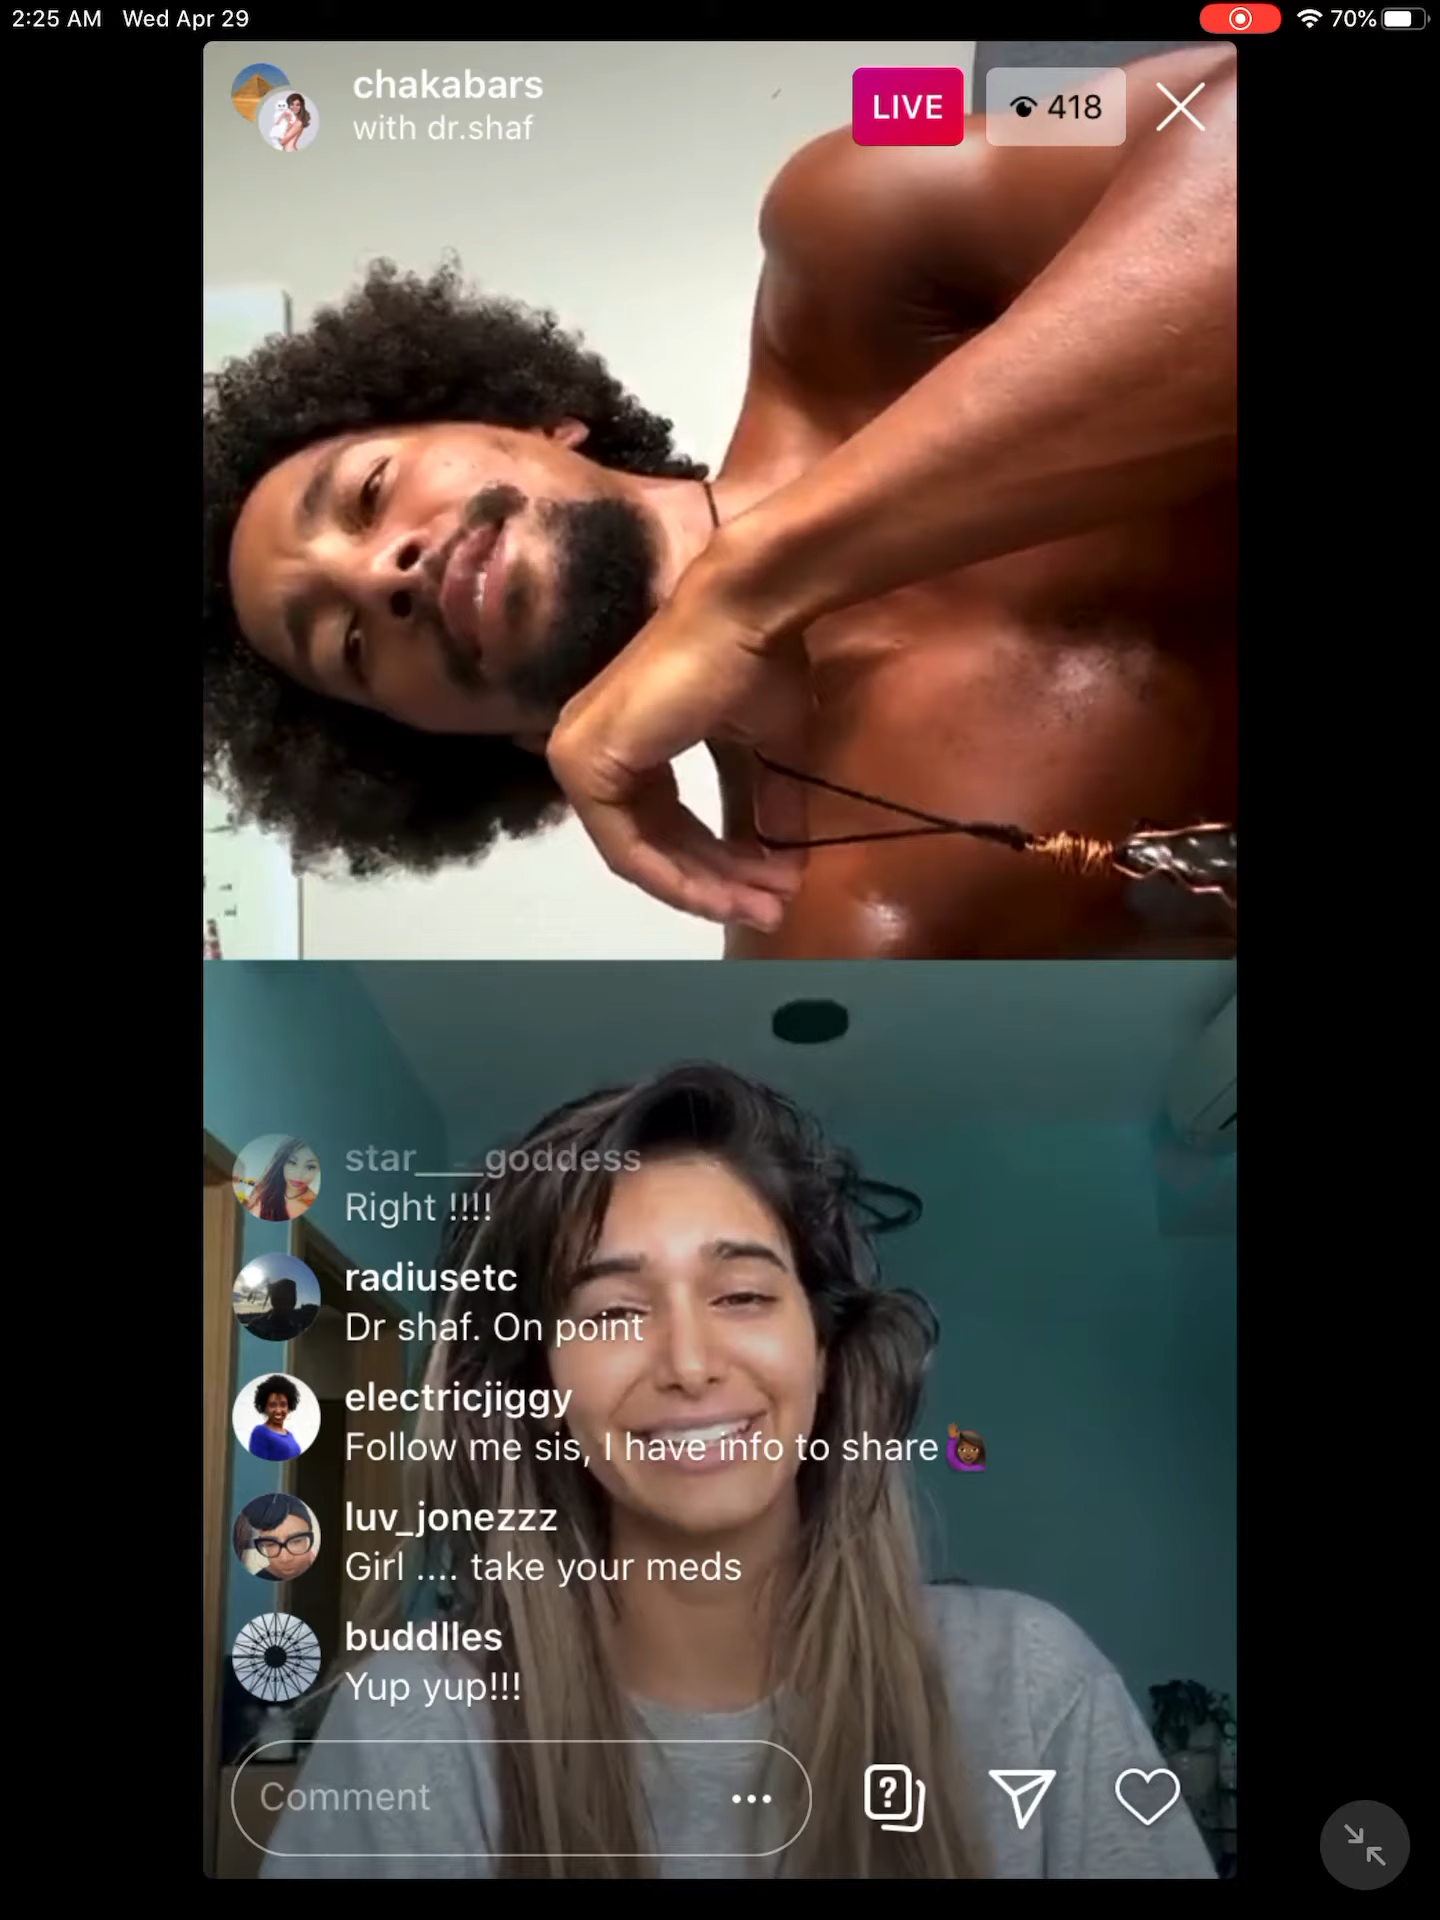 2:25 AM Wed Apr 29
70%
chakabars
with dr.shaf
LIVE
418
star___goddess
Right !!!!
radiusetc
Dr shaf. On point
electricjiggy
Follow me sis, I have info to share🙋🏾‍♀️
luv_jonezzz
Girl .... take your meds
buddlles
Yup yup!!!
Comment